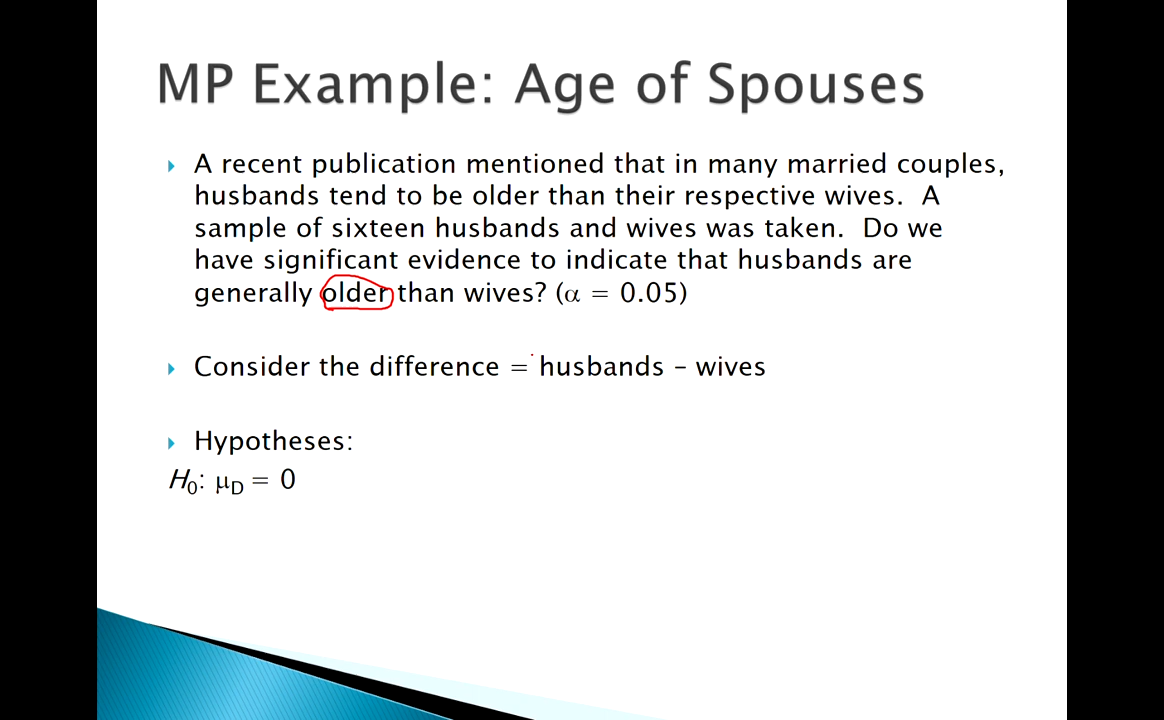 MP Example: Age of Spouses
A recent publication mentioned that in many married couples,
husbands tend to be older than their respective wives. A
sample of sixteen husbands and wives was taken. Do we
have significant evidence to indicate that husbands are
generally older than wives? (α = 0.05)
Consider the difference = husbands – wives
Hypotheses:
H₀: μ_D = 0